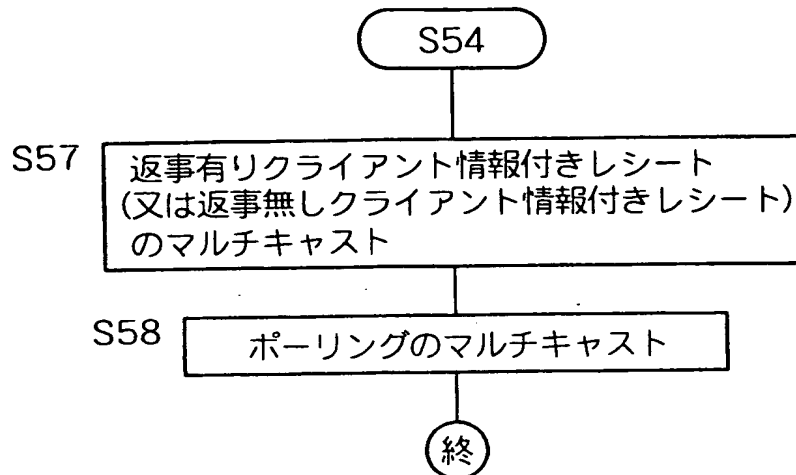 S54
S57
返事有りクライアント情報付きレシート
(又は返事無しクライアント情報付きレシート)
のマルチキャスト
S58
ポーリングのマルチキャスト
終